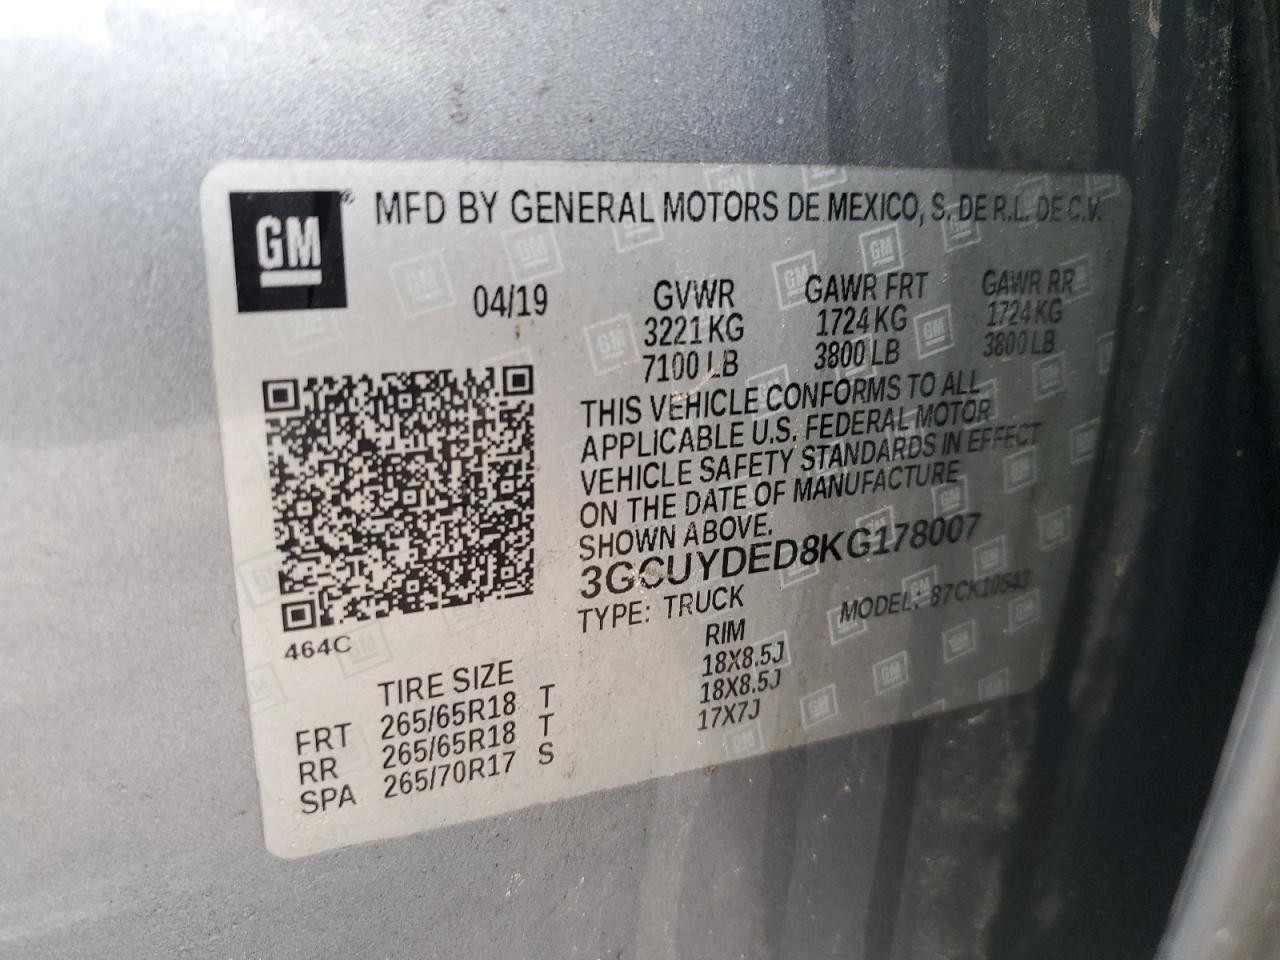 GM
MFD BY GENERAL MOTORS DE MEXICO, S. DE R.L. DE C.V.
04/19
GVWR GAWR FRT GAWR RR
3221 KG 1724 KG 1724 KG
7100 LB 3800 LB 3800 LB
THIS VEHICLE CONFORMS TO ALL
APPLICABLE U.S. FEDERAL MOTOR
VEHICLE SAFETY STANDARDS IN EFFECT
ON THE DATE OF MANUFACTURE
SHOWN ABOVE.
3GCUYDED8KG178007
TYPE: TRUCK MODEL: 87CK10543
464C
TIRE SIZE RIM
FRT 265/65R18 T 18X8.5J
RR 265/65R18 T 18X8.5J
SPA 265/70R17 S 17X7J